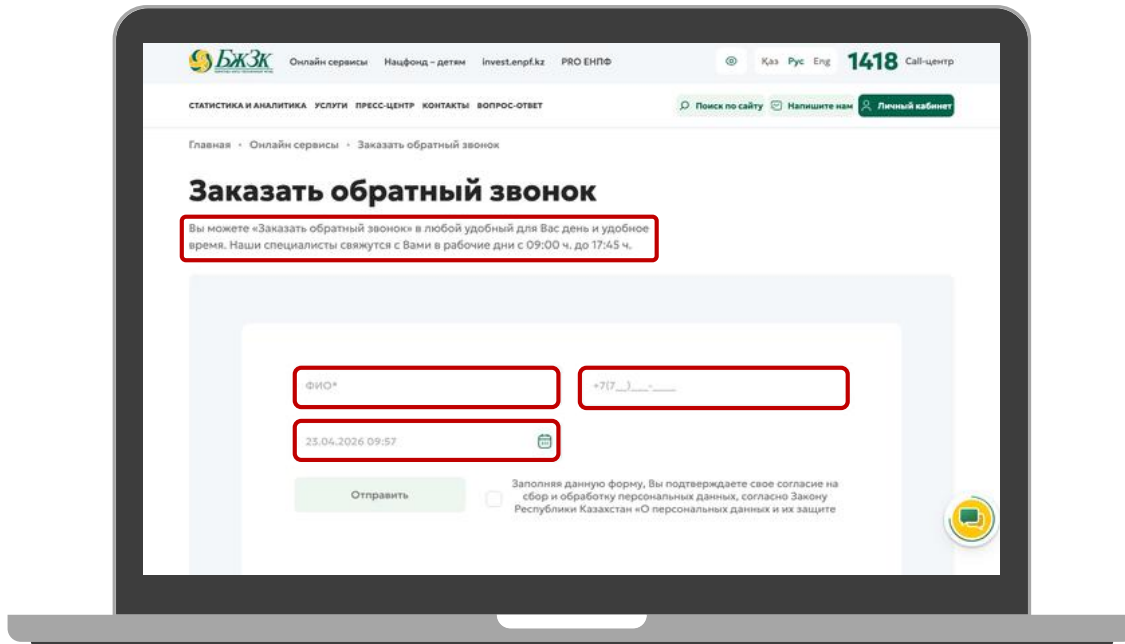 БжЗҚ Онлайн сервисы Нацфонд – детям invest.enpf.kz PRO ЕНПФ Қаз Рус Eng 1418 Call-центр
СТАТИСТИКА И АНАЛИТИКА УСЛУГИ ПРЕСС-ЦЕНТР КОНТАКТЫ ВОПРОС-ОТВЕТ Поиск по сайту Напишите нам Личный кабинет
Главная • Онлайн сервисы • Заказать обратный звонок
Заказать обратный звонок
Вы можете «Заказать обратный звонок» в любой удобный для Вас день и удобное
время. Наши специалисты свяжутся с Вами в рабочие дни с 09:00 ч. до 17:45 ч.
ФИО* +7(7__)___-____
23.04.2026 09:57
Отправить
Заполняя данную форму, Вы подтверждаете свое согласие на
сбор и обработку персональных данных, согласно Закону
Республики Казахстан «О персональных данных и их защите